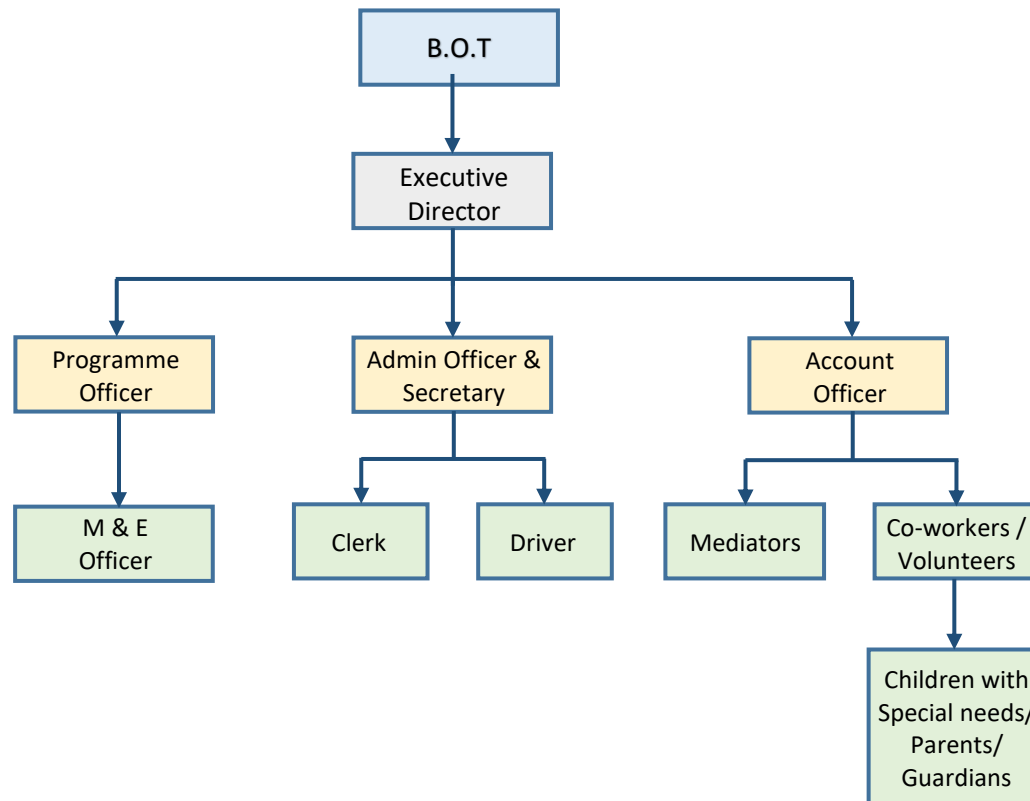 B.O.T
Executive
Director
Programme
Officer
Admin Officer &
Secretary
Account
Officer
M & E
Officer
Clerk
Driver
Mediators
Co-workers /
Volunteers
Children with
Special needs/
Parents/
Guardians